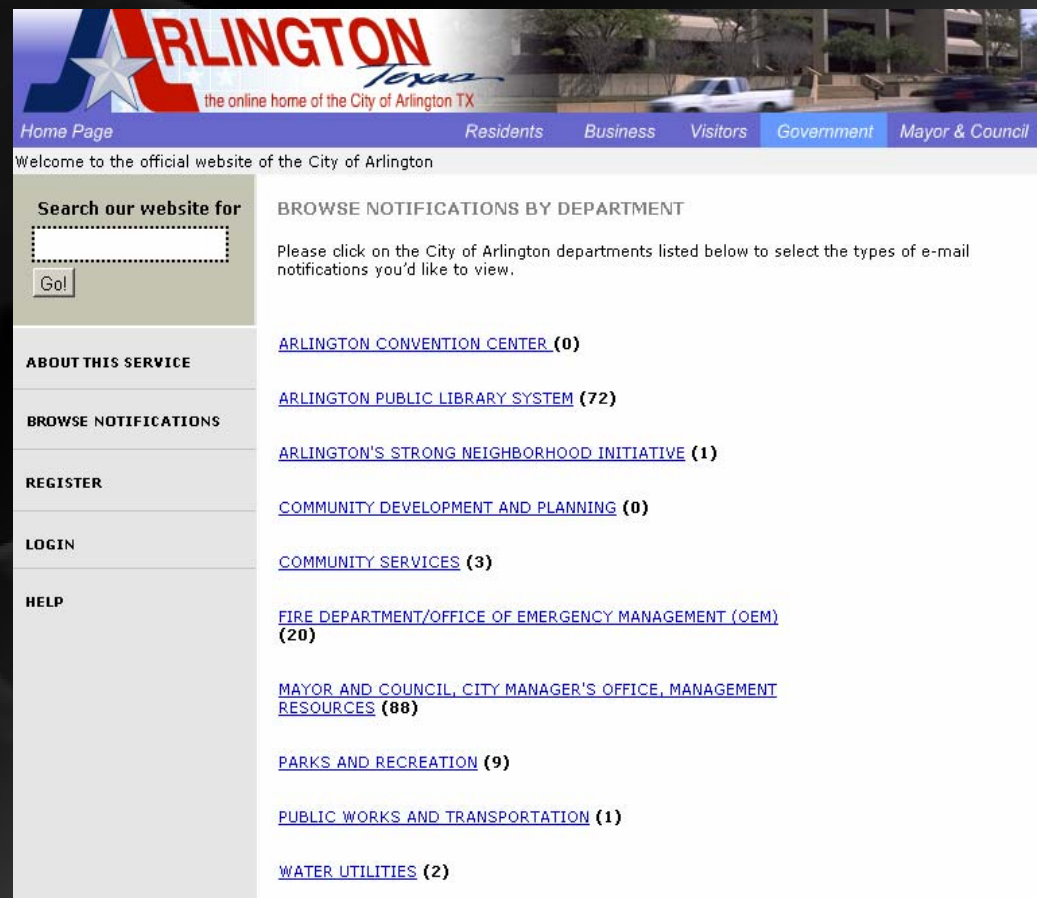 ARLINGTON
Texas
the online home of the City of Arlington TX
Home Page Residents Business Visitors Government Mayor & Council
Welcome to the official website of the City of Arlington
Search our website for
Go!
ABOUT THIS SERVICE
BROWSE NOTIFICATIONS
REGISTER
LOGIN
HELP
BROWSE NOTIFICATIONS BY DEPARTMENT
Please click on the City of Arlington departments listed below to select the types of e-mail
notifications you'd like to view.
ARLINGTON CONVENTION CENTER (0)
ARLINGTON PUBLIC LIBRARY SYSTEM (72)
ARLINGTON'S STRONG NEIGHBORHOOD INITIATIVE (1)
COMMUNITY DEVELOPMENT AND PLANNING (0)
COMMUNITY SERVICES (3)
FIRE DEPARTMENT/OFFICE OF EMERGENCY MANAGEMENT (OEM)
(20)
MAYOR AND COUNCIL, CITY MANAGER'S OFFICE, MANAGEMENT
RESOURCES (88)
PARKS AND RECREATION (9)
PUBLIC WORKS AND TRANSPORTATION (1)
WATER UTILITIES (2)